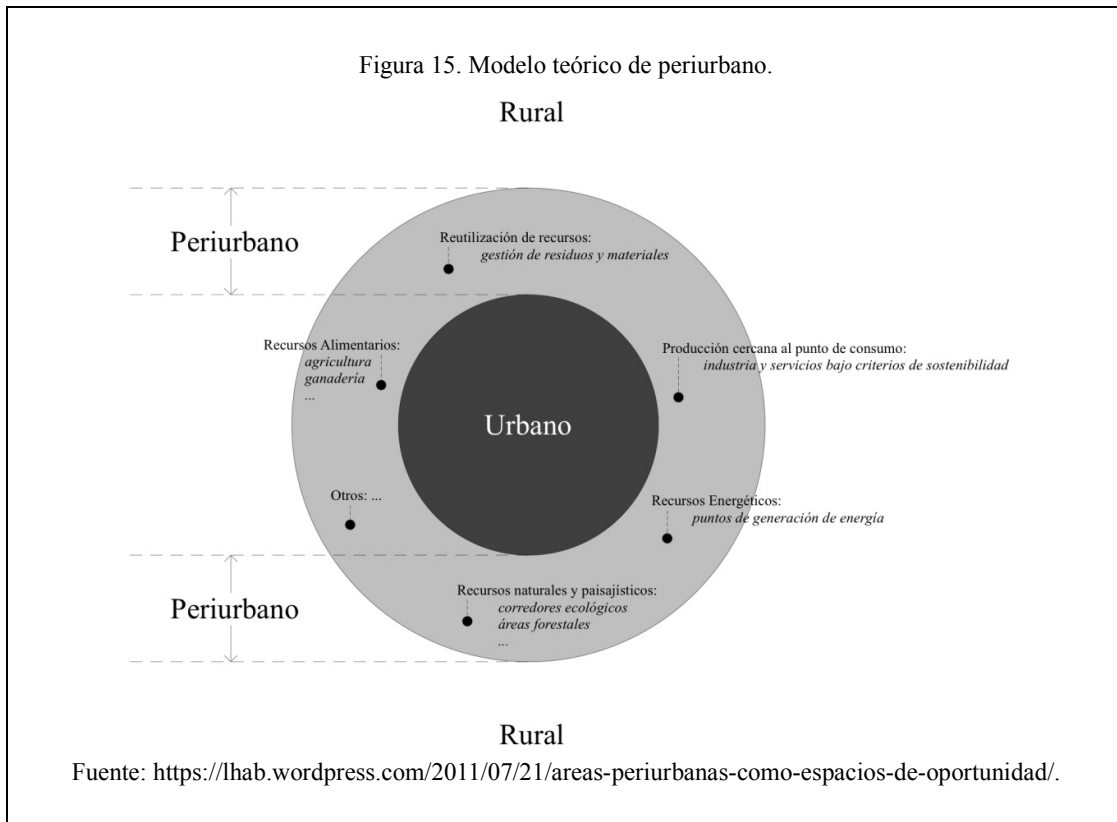 Figura 15. Modelo teórico de periurbano.
Rural
Periurbano
Reutilización de recursos:
gestión de residuos y materiales
Recursos Alimentarios:
agricultura
ganadería
...
Producción cercana al punto de consumo:
industria y servicios bajo criterios de sostenibilidad
Urbano
Otros: ...
Recursos Energéticos:
puntos de generación de energía
Periurbano
Recursos naturales y paisajísticos:
corredores ecológicos
áreas forestales
...
Rural
Fuente: https://lhab.wordpress.com/2011/07/21/areas-periurbanas-como-espacios-de-oportunidad/.